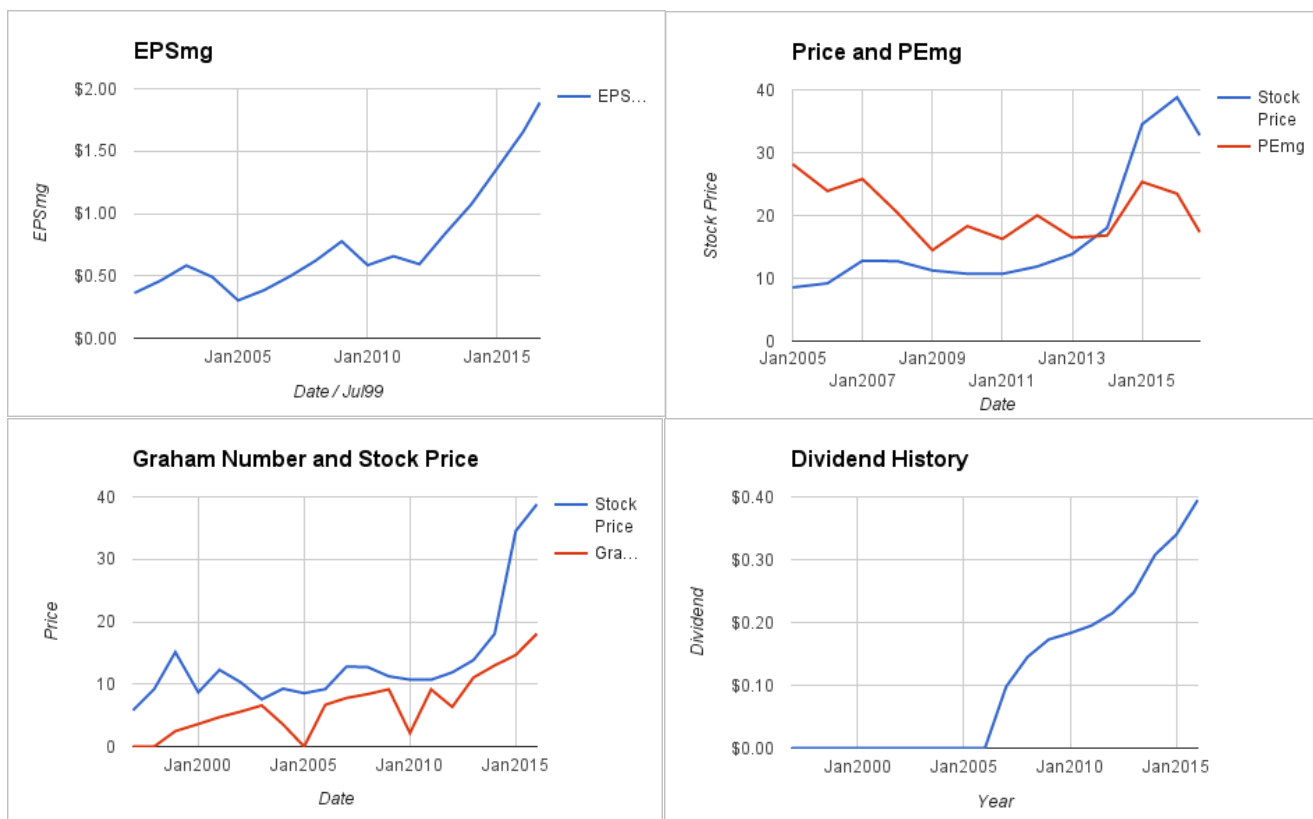 EPSmg
$2.00
EPS...
$1.50
$1.00
$0.50
$0.00
EPSmg
Jan2005
Jan2010
Jan2015
Date / Jul99
Price and PEmg
40
Stock
Price
PEmg
30
20
10
0
Stock Price
Jan2005
Jan2009
Jan2013
Jan2007
Jan2011
Jan2015
Date
Graham Number and Stock Price
40
Stock
Price
Gra...
30
20
10
0
Price
Jan2000
Jan2005
Jan2010
Jan2015
Date
Dividend History
$0.40
$0.30
$0.20
$0.10
$0.00
Dividend
Jan2000
Jan2005
Jan2010
Jan2015
Year